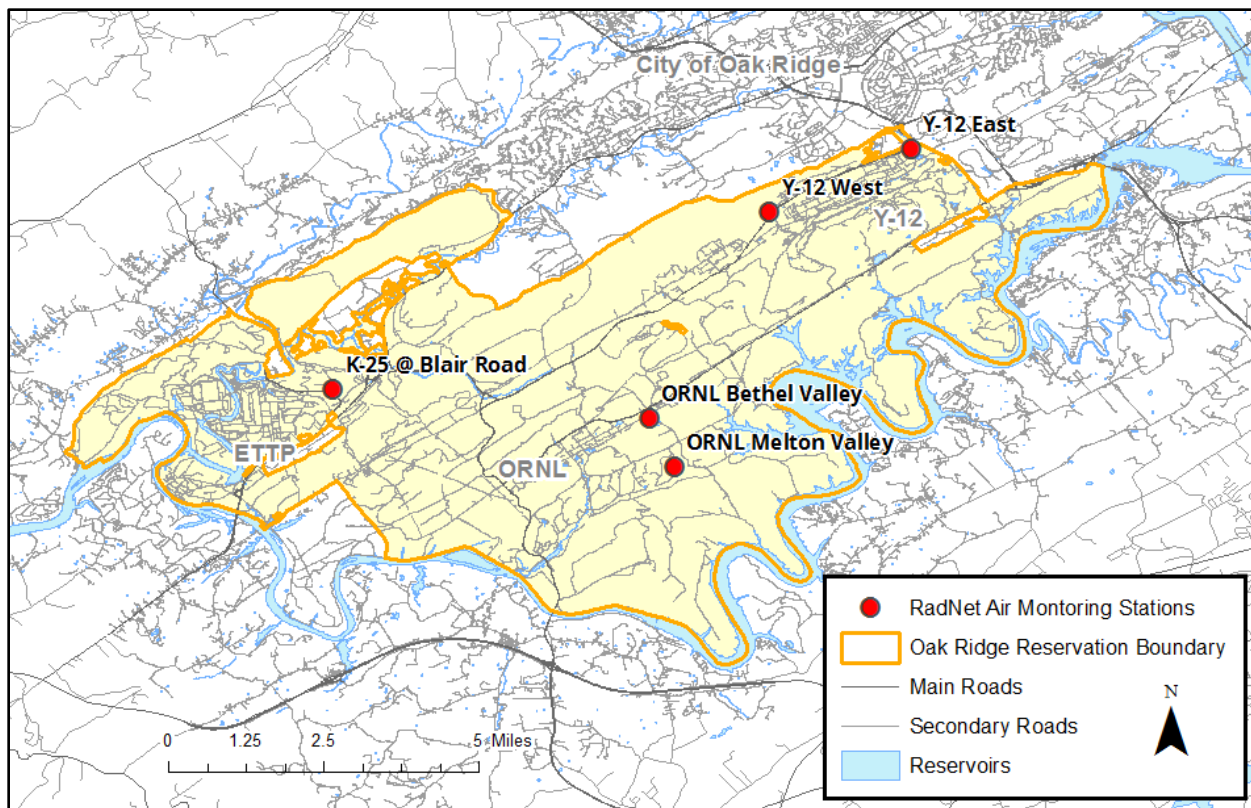 City of Oak Ridge
Y-12 East
Y-12 West
Y-12
K-25 @ Blair Road
ORNL Bethel Valley
ORNL Melton Valley
ETTP
ORNL
RadNet Air Montoring Stations
Oak Ridge Reservation Boundary
Main Roads
Secondary Roads
Reservoirs
N
0 1.25 2.5 5 Miles